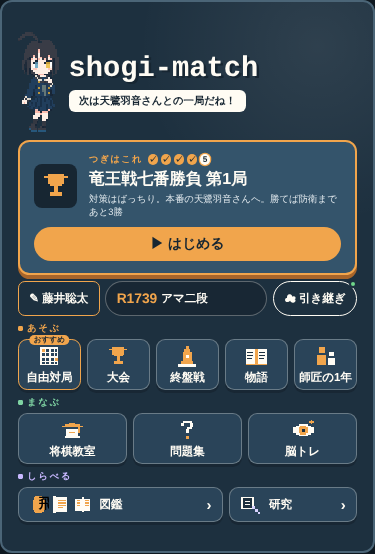 shogi-match
次は天鷺羽音さんとの一局だね！
つぎはこれ ✓✓✓✓5
竜王戦七番勝負 第1局
対策はばっちり。本番の天鷺羽音さんへ。勝てば防衛まで
あと3勝
▶ はじめる
✎ 藤井聡太
R1739 アマ二段
引き継ぎ
あそぶ
おすすめ
自由対局
大会
終盤戦
物語
師匠の1年
まなぶ
将棋教室
問題集
脳トレ
しらべる
図鑑 ›
研究 ›